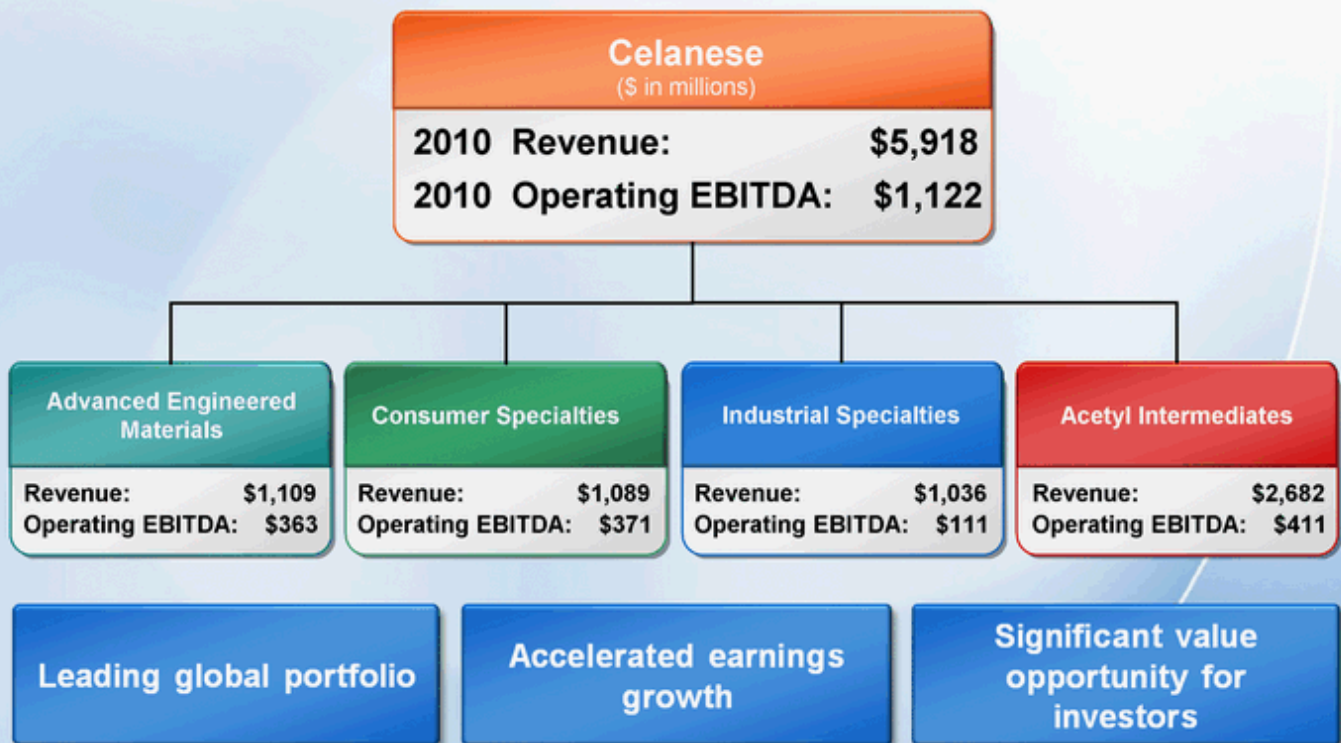 Celanese
($ in millions)
2010 Revenue: $5,918
2010 Operating EBITDA: $1,122
Advanced Engineered
Materials
Revenue: $1,109
Operating EBITDA: $363
Consumer Specialties
Revenue: $1,089
Operating EBITDA: $371
Industrial Specialties
Revenue: $1,036
Operating EBITDA: $111
Acetyl Intermediates
Revenue: $2,682
Operating EBITDA: $411
Leading global portfolio
Accelerated earnings
growth
Significant value
opportunity for
investors